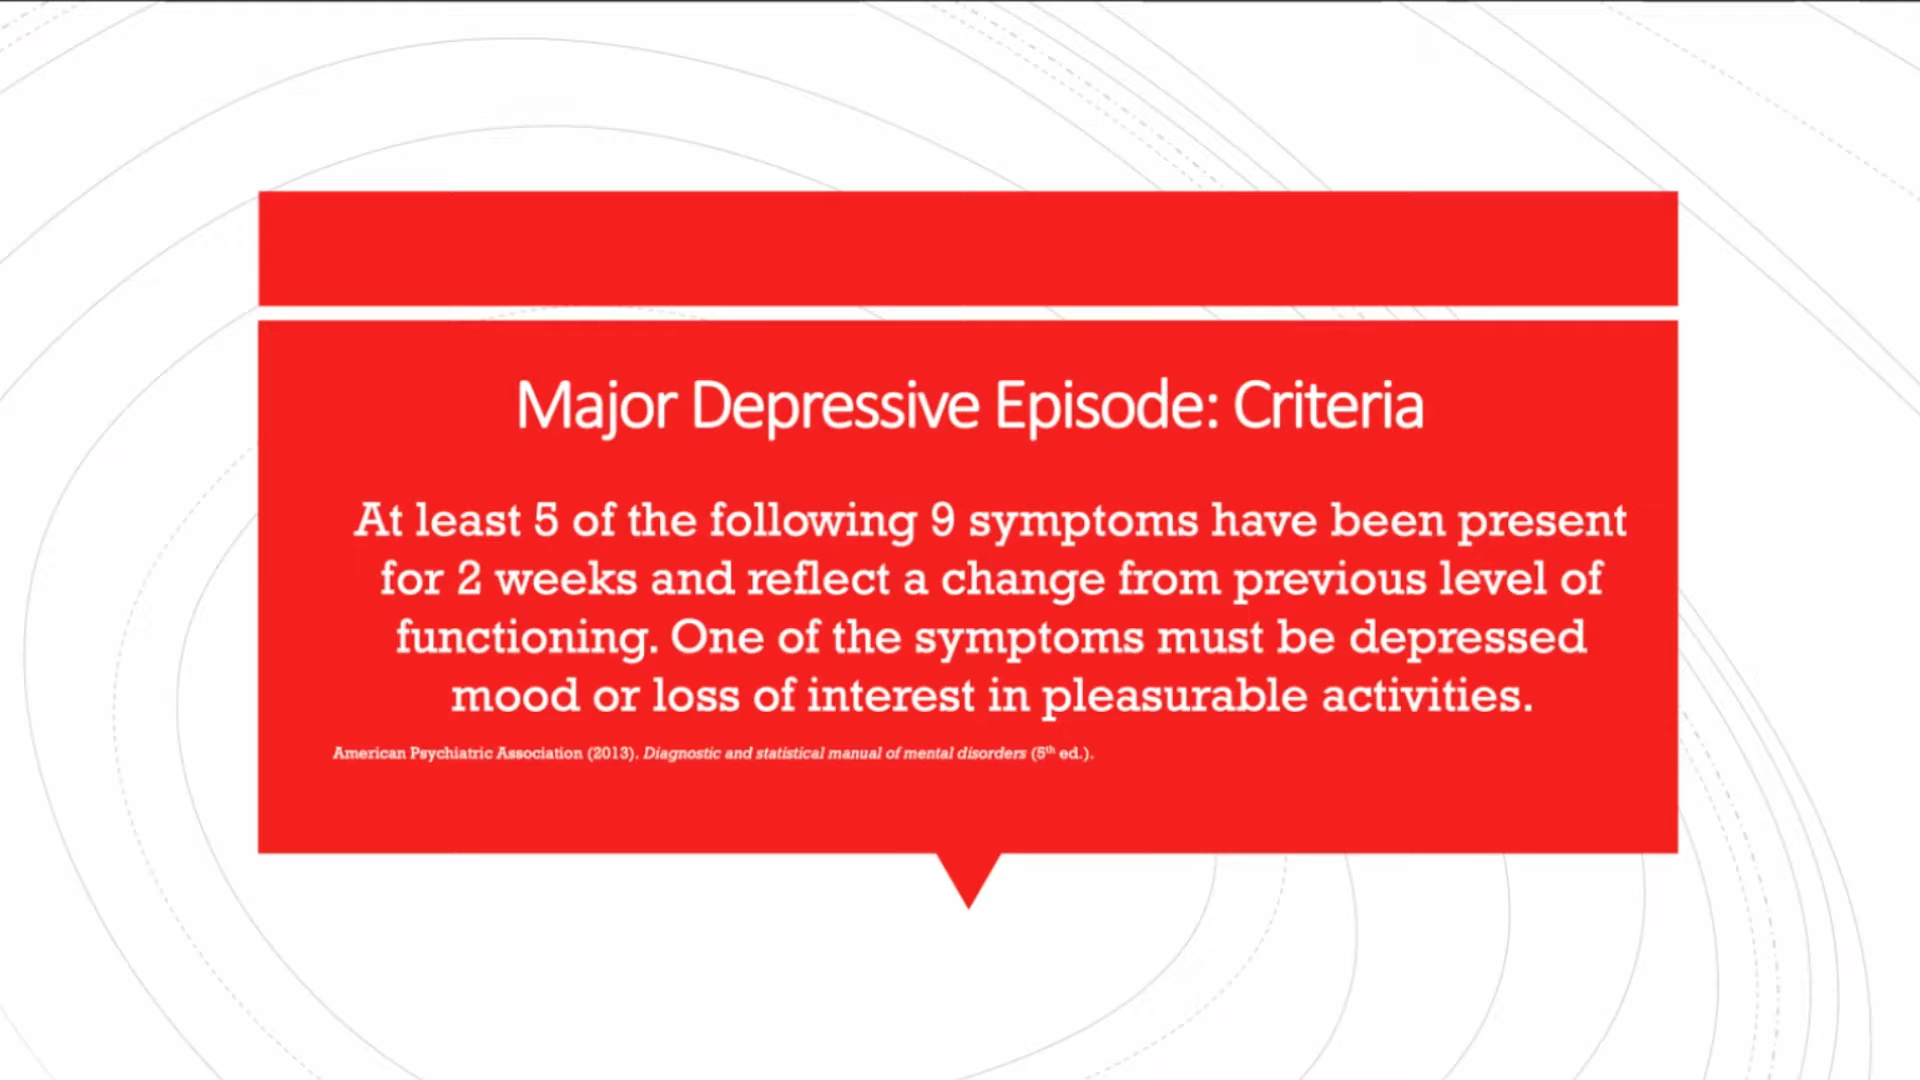 Major Depressive Episode: Criteria
At least 5 of the following 9 symptoms have been present
for 2 weeks and reflect a change from previous level of
functioning. One of the symptoms must be depressed
mood or loss of interest in pleasurable activities.
American Psychiatric Association (2013). Diagnostic and statistical manual of mental disorders (5th ed.).